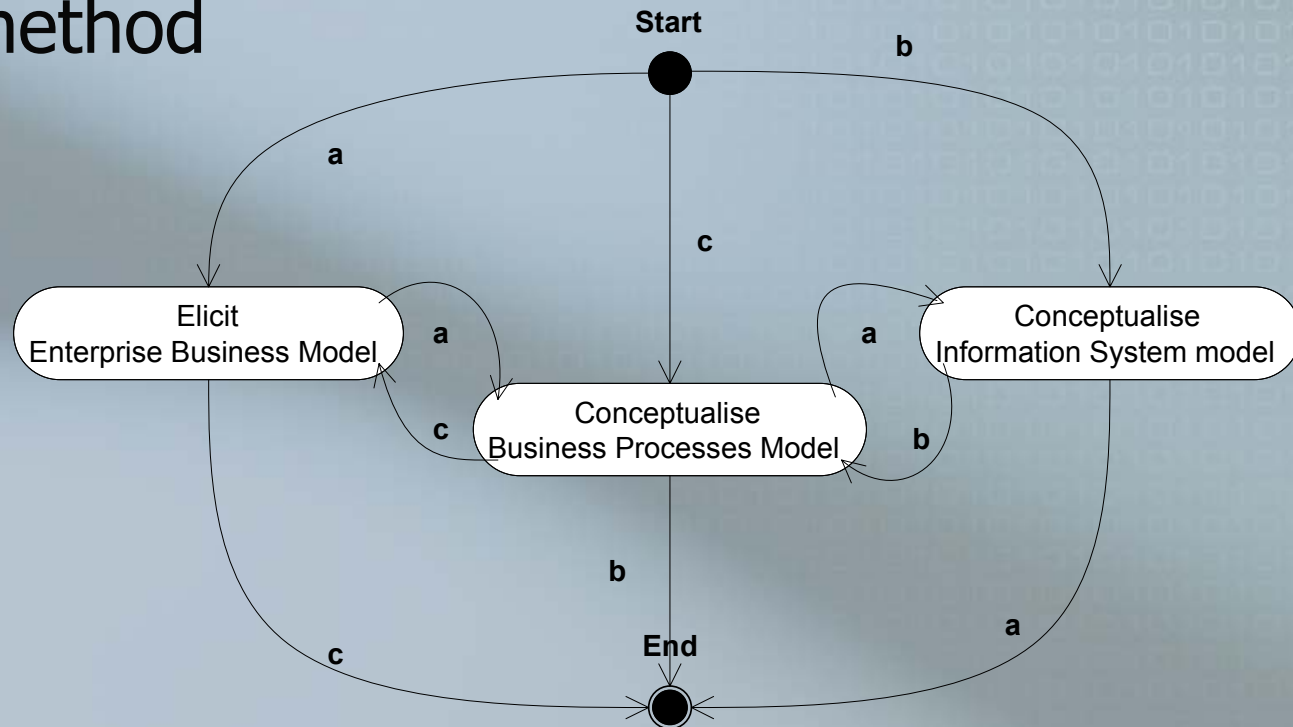 method
Start
b
a
c
Elicit
Enterprise Business Model
a
c
Conceptualise
Business Processes Model
a
b
Conceptualise
Information System model
b
a
c
End